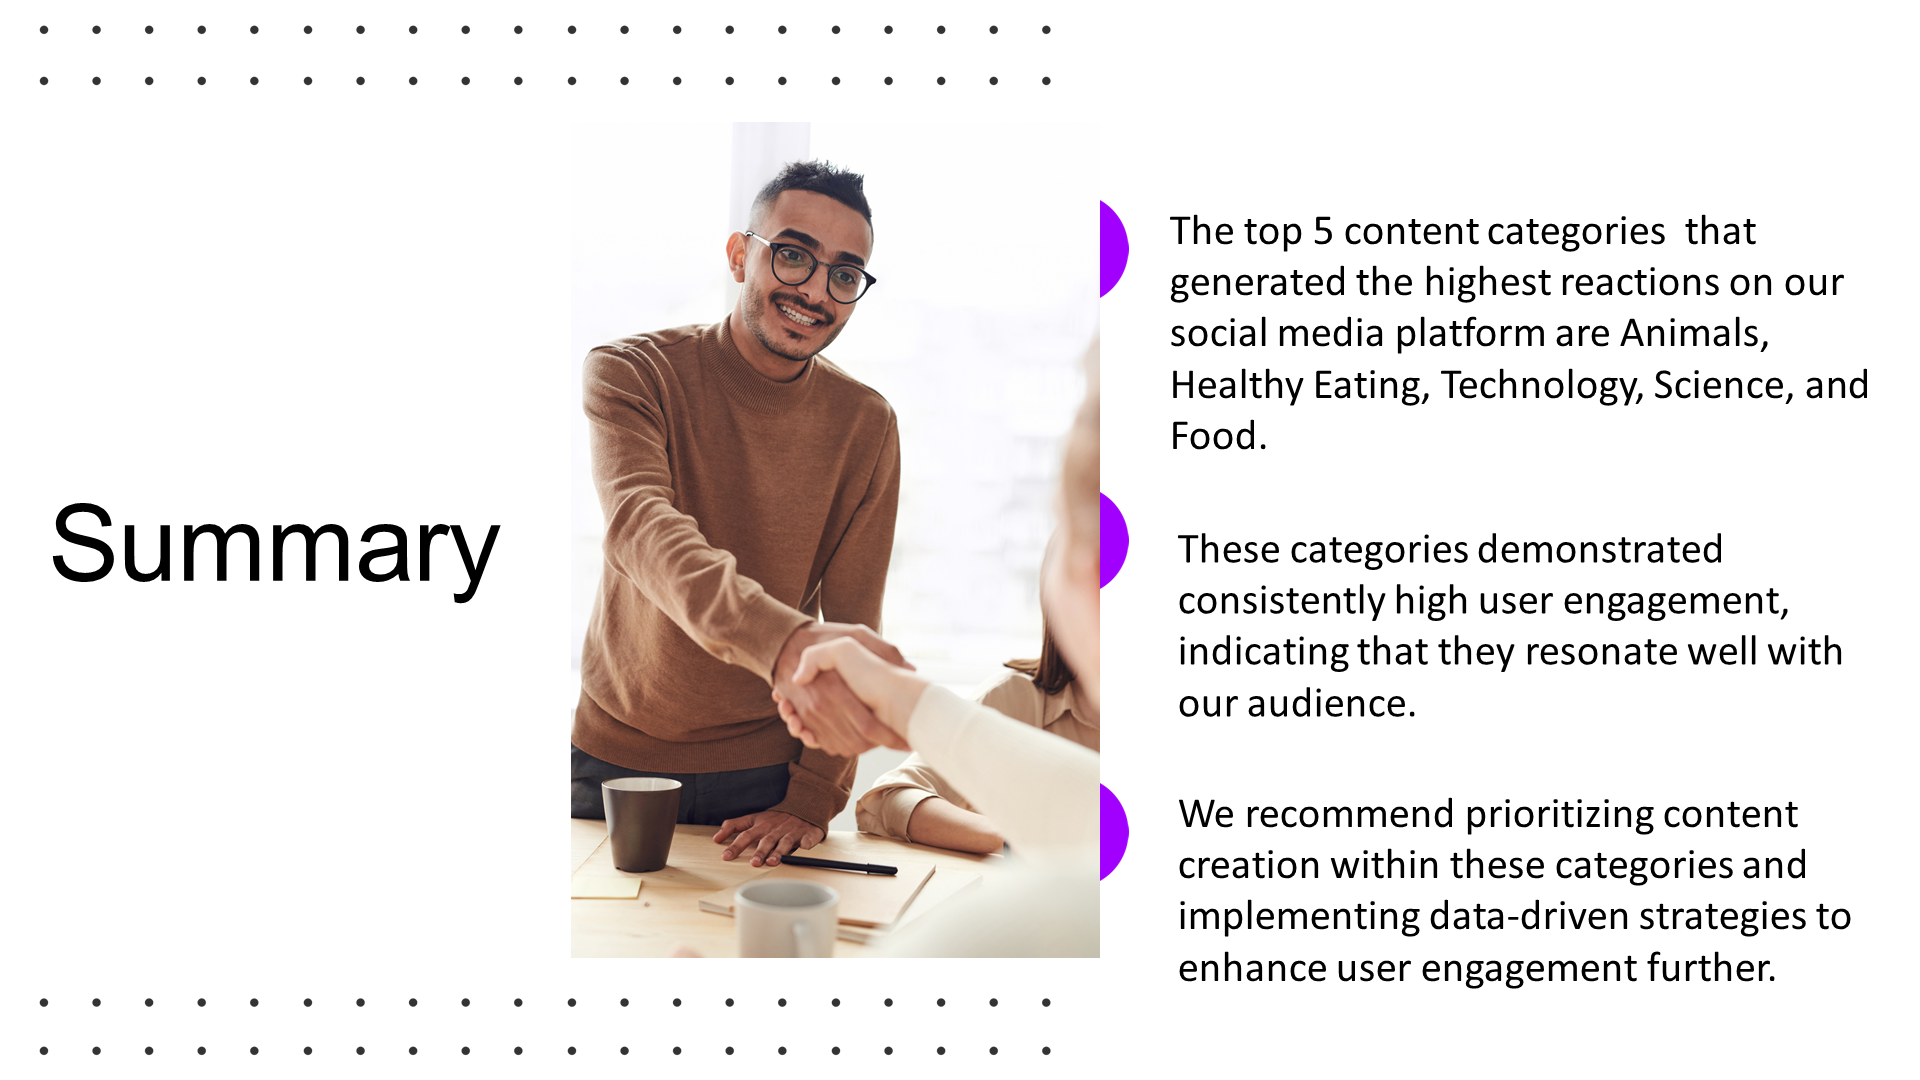 Summary
The top 5 content categories  that
generated the highest reactions on our
social media platform are Animals,
Healthy Eating, Technology, Science, and
Food.
These categories demonstrated
consistently high user engagement,
indicating that they resonate well with
our audience.
We recommend prioritizing content
creation within these categories and
implementing data-driven strategies to
enhance user engagement further.